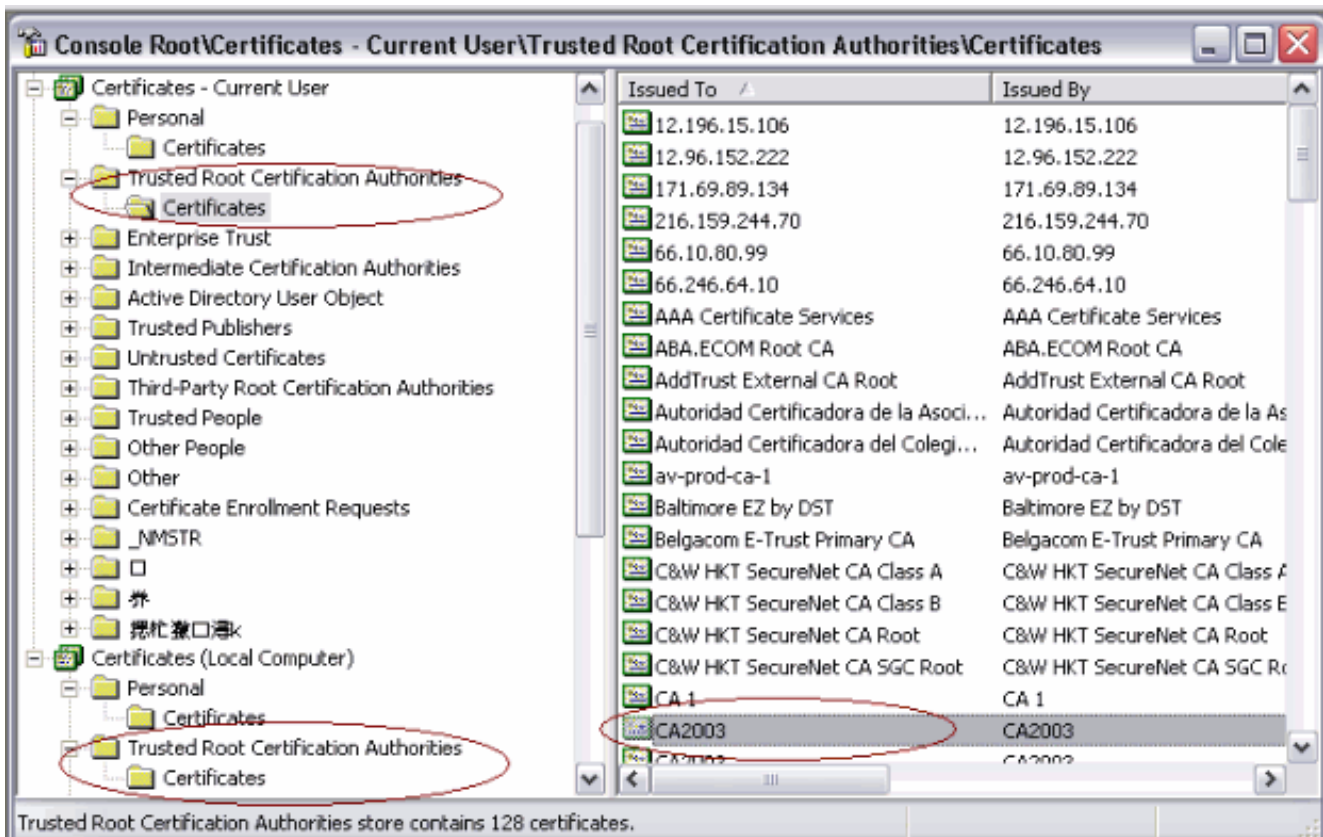 Console Root\Certificates - Current User\Trusted Root Certification Authorities\Certificates
Certificates - Current User
Personal
Certificates
Trusted Root Certification Authorities
Certificates
Enterprise Trust
Intermediate Certification Authorities
Active Directory User Object
Trusted Publishers
Untrusted Certificates
Third-Party Root Certification Authorities
Trusted People
Other People
Other
Certificate Enrollment Requests
_NMSTR
Certificates (Local Computer)
Personal
Certificates
Trusted Root Certification Authorities
Certificates
Issued To Issued By
12.196.15.106 12.196.15.106
12.96.152.222 12.96.152.222
171.69.89.134 171.69.89.134
216.159.244.70 216.159.244.70
66.10.80.99 66.10.80.99
66.246.64.10 66.246.64.10
AAA Certificate Services AAA Certificate Services
ABA.ECOM Root CA ABA.ECOM Root CA
AddTrust External CA Root AddTrust External CA Root
Autoridad Certificadora de la Asoci... Autoridad Certificadora de la As
Autoridad Certificadora del Colegi... Autoridad Certificadora del Cole
av-prod-ca-1 av-prod-ca-1
Baltimore EZ by DST Baltimore EZ by DST
Belgacom E-Trust Primary CA Belgacom E-Trust Primary CA
C&W HKT SecureNet CA Class A C&W HKT SecureNet CA Class A
C&W HKT SecureNet CA Class B C&W HKT SecureNet CA Class
C&W HKT SecureNet CA Root C&W HKT SecureNet CA Root
C&W HKT SecureNet CA SGC Root C&W HKT SecureNet CA SGC
CA 1 CA 1
CA2003 CA2003
Trusted Root Certification Authorities store contains 128 certificates.